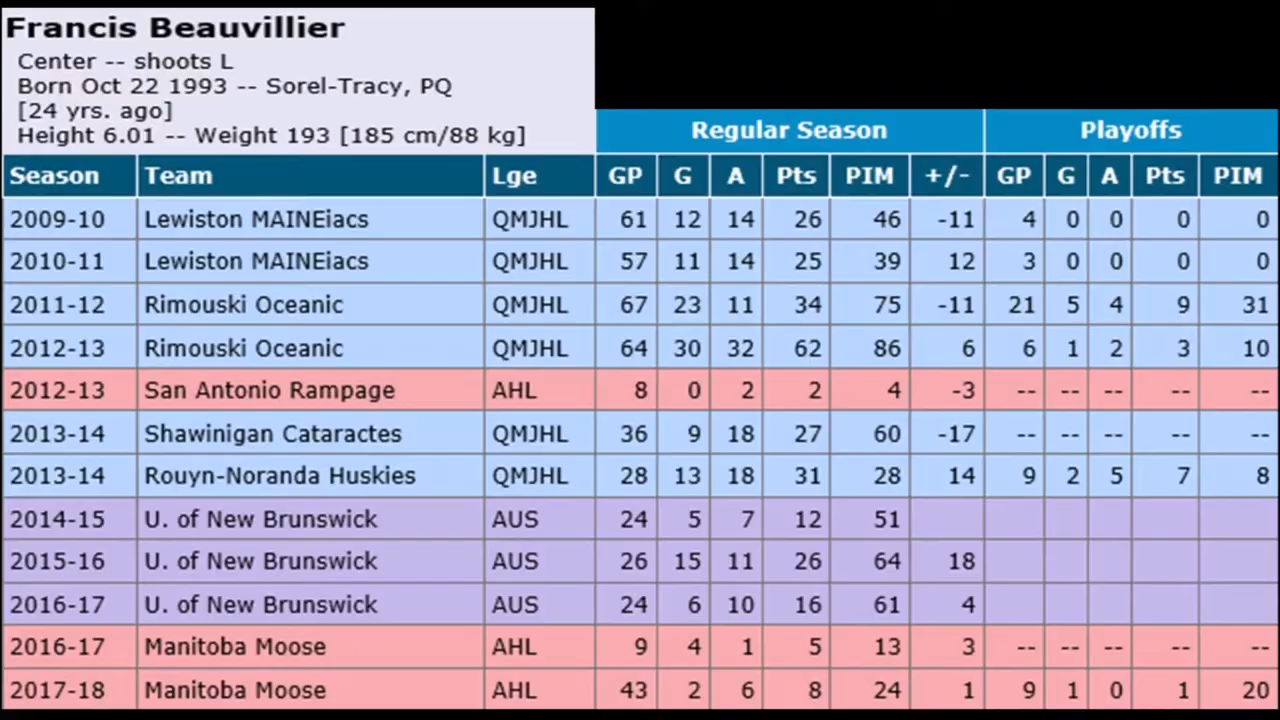 Francis Beauvillier
Center -- shoots L
Born Oct 22 1993 -- Sorel-Tracy, PQ
[24 yrs. ago]
Height 6.01 -- Weight 193 [185 cm/88 kg]
Regular Season Playoffs
Season Team Lge GP G A Pts PIM +/- GP G A Pts PIM
2009-10 Lewiston MAINEiacs QMJHL 61 12 14 26 46 -11 4 0 0 0 0
2010-11 Lewiston MAINEiacs QMJHL 57 11 14 25 39 12 3 0 0 0 0
2011-12 Rimouski Oceanic QMJHL 67 23 11 34 75 -11 21 5 4 9 31
2012-13 Rimouski Oceanic QMJHL 64 30 32 62 86 6 6 1 2 3 10
2012-13 San Antonio Rampage AHL 8 0 2 2 4 -3 -- -- -- -- --
2013-14 Shawinigan Cataractes QMJHL 36 9 18 27 60 -17 -- -- -- -- --
2013-14 Rouyn-Noranda Huskies QMJHL 28 13 18 31 28 14 9 2 5 7 8
2014-15 U. of New Brunswick AUS 24 5 7 12 51
2015-16 U. of New Brunswick AUS 26 15 11 26 64 18
2016-17 U. of New Brunswick AUS 24 6 10 16 61 4
2016-17 Manitoba Moose AHL 9 4 1 5 13 3 -- -- -- -- --
2017-18 Manitoba Moose AHL 43 2 6 8 24 1 9 1 0 1 20